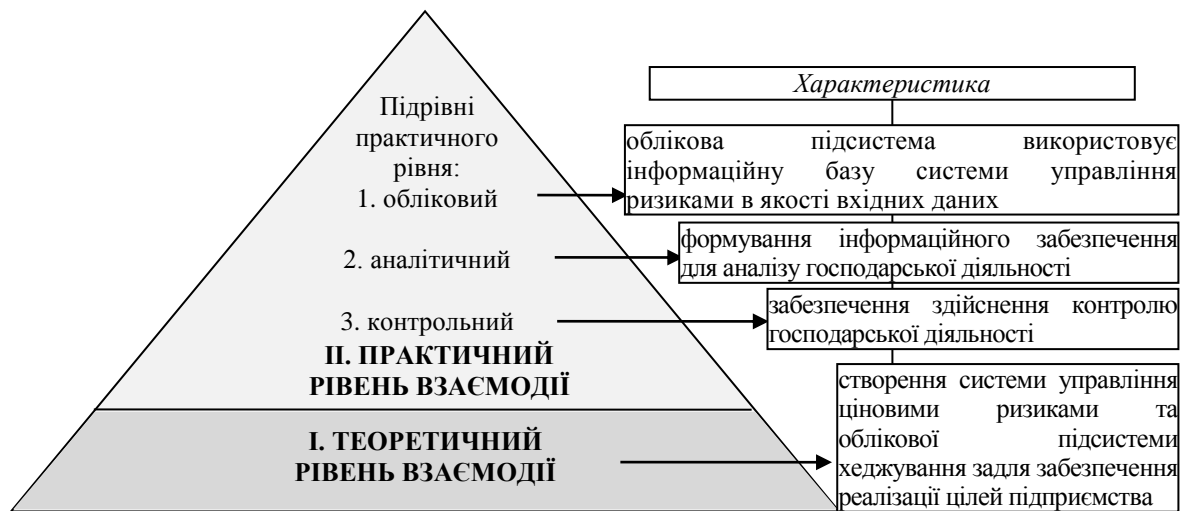 Характеристика
Підрівні
практичного
рівня:
1. обліковий
облікова підсистема використовує
інформаційну базу системи управління
ризиками в якості вхідних даних
2. аналітичний
формування інформаційного забезпечення
для аналізу господарської діяльності
3. контрольний
забезпечення здійснення контролю
господарської діяльності
ІІ. ПРАКТИЧНИЙ
РІВЕНЬ ВЗАЄМОДІЇ
І. ТЕОРЕТИЧНИЙ
РІВЕНЬ ВЗАЄМОДІЇ
створення системи управління
ціновими ризиками та
облікової підсистеми
хеджування задля забезпечення
реалізації цілей підприємства